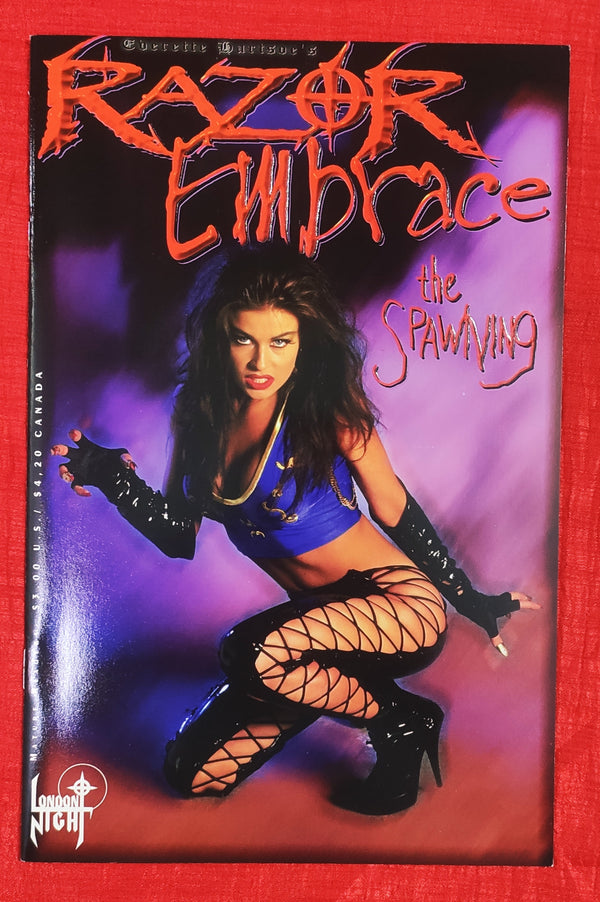 Everette Hartsoe's
RAZOR
Embrace
the
SPAWNING
$3.00 U.S./ $4.20 CANADA
LONDON
NIGHT